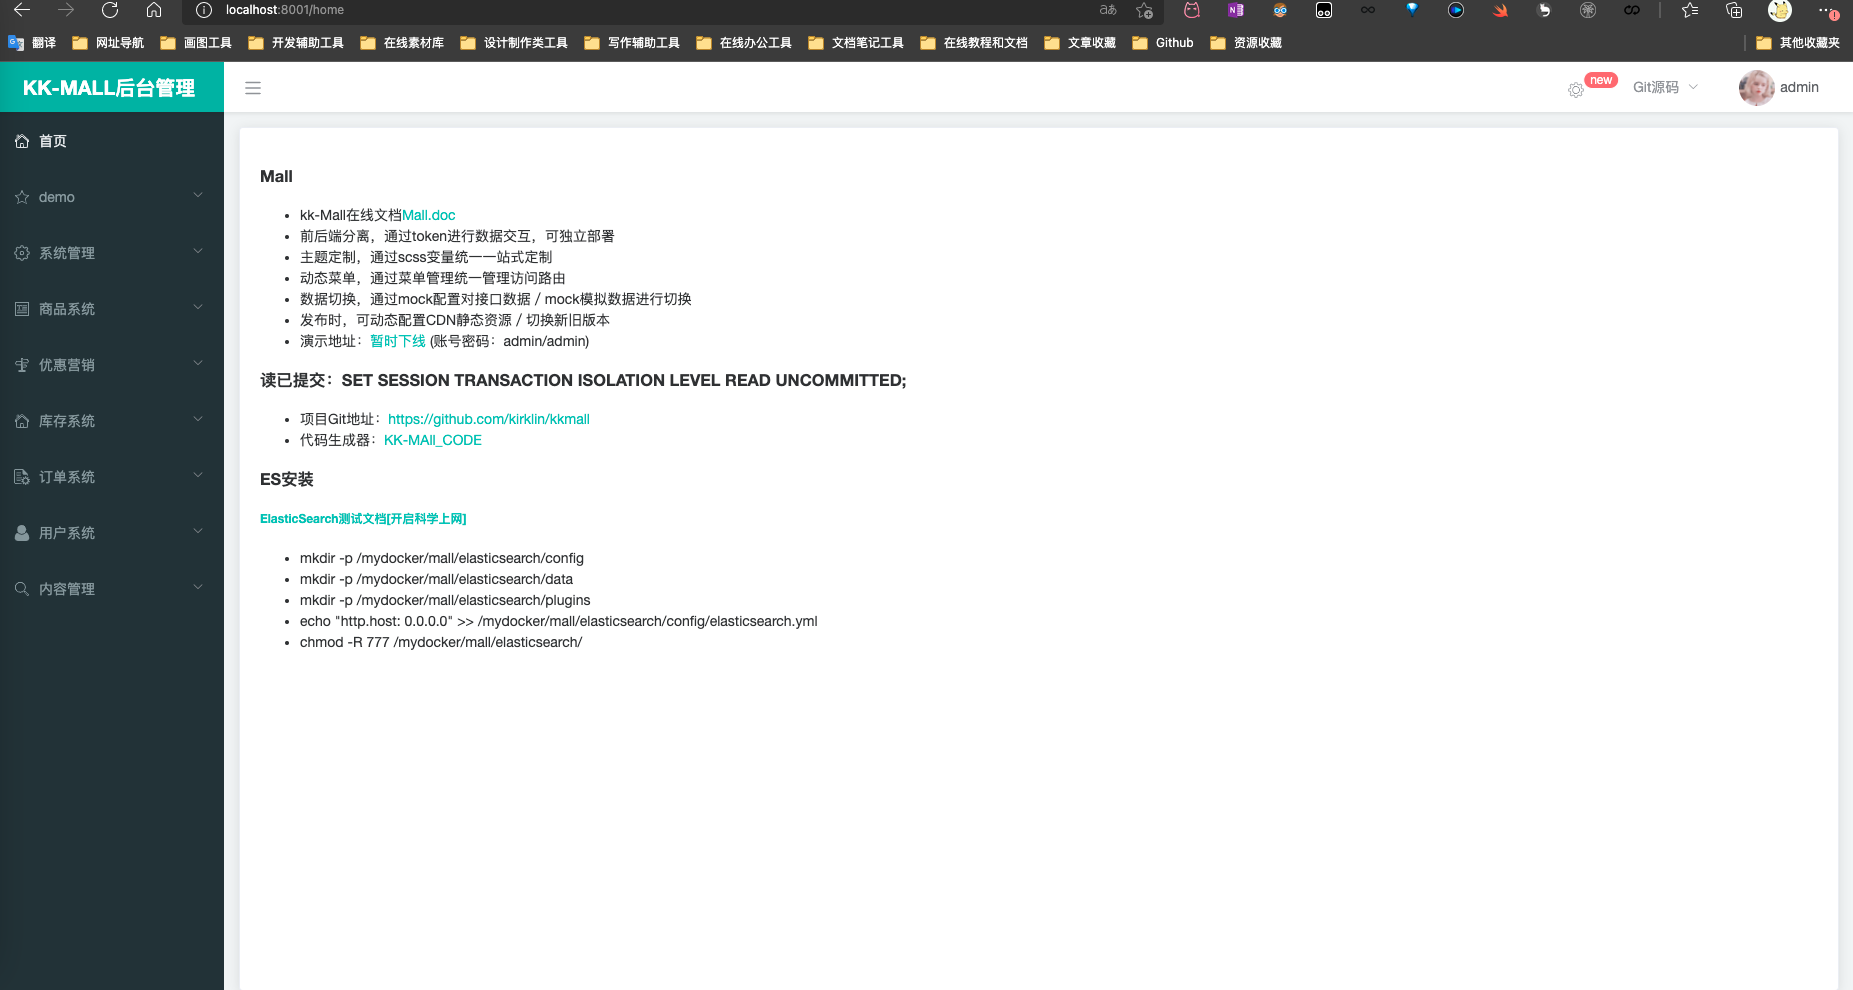 localhost:8001/home
翻译 网址导航 画图工具 开发辅助工具 在线素材库 设计制作类工具 写作辅助工具 在线办公工具 文档笔记工具 在线教程和文档 文章收藏 Github 资源收藏 其他收藏夹
KK-MALL后台管理
new Git源码 admin
首页
demo
系统管理
商品系统
优惠营销
库存系统
订单系统
用户系统
内容管理
Mall
kk-Mall在线文档Mall.doc
前后端分离，通过token进行数据交互，可独立部署
主题定制，通过scss变量统一一站式定制
动态菜单，通过菜单管理统一管理访问路由
数据切换，通过mock配置对接口数据／mock模拟数据进行切换
发布时，可动态配置CDN静态资源／切换新旧版本
演示地址：暂时下线 (账号密码：admin/admin)
读已提交：SET SESSION TRANSACTION ISOLATION LEVEL READ UNCOMMITTED;
项目Git地址：https://github.com/kirklin/kkmall
代码生成器：KK-MAll_CODE
ES安装
ElasticSearch测试文档[开启科学上网]
mkdir -p /mydocker/mall/elasticsearch/config
mkdir -p /mydocker/mall/elasticsearch/data
mkdir -p /mydocker/mall/elasticsearch/plugins
echo "http.host: 0.0.0.0" >> /mydocker/mall/elasticsearch/config/elasticsearch.yml
chmod -R 777 /mydocker/mall/elasticsearch/